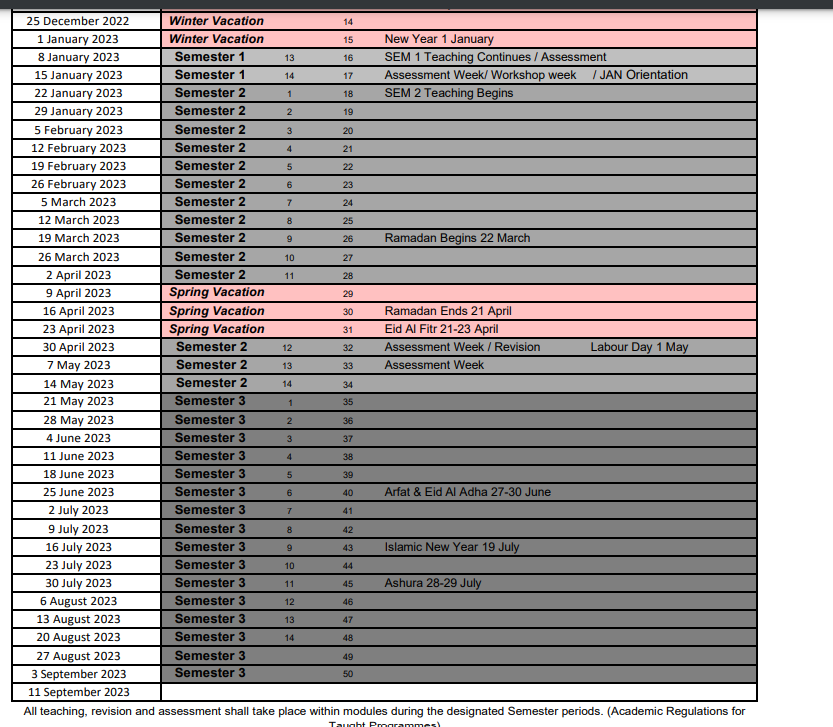 25 December 2022 Winter Vacation 14
1 January 2023 Winter Vacation 15 New Year 1 January
8 January 2023 Semester 1 13 16 SEM 1 Teaching Continues / Assessment
15 January 2023 Semester 1 14 17 Assessment Week/ Workshop week / JAN Orientation
22 January 2023 Semester 2 1 18 SEM 2 Teaching Begins
29 January 2023 Semester 2 2 19
5 February 2023 Semester 2 3 20
12 February 2023 Semester 2 4 21
19 February 2023 Semester 2 5 22
26 February 2023 Semester 2 6 23
5 March 2023 Semester 2 7 24
12 March 2023 Semester 2 8 25
19 March 2023 Semester 2 9 26 Ramadan Begins 22 March
26 March 2023 Semester 2 10 27
2 April 2023 Semester 2 11 28
9 April 2023 Spring Vacation 29
16 April 2023 Spring Vacation 30 Ramadan Ends 21 April
23 April 2023 Spring Vacation 31 Eid Al Fitr 21-23 April
30 April 2023 Semester 2 12 32 Assessment Week / Revision Labour Day 1 May
7 May 2023 Semester 2 13 33 Assessment Week
14 May 2023 Semester 2 14 34
21 May 2023 Semester 3 1 35
28 May 2023 Semester 3 2 36
4 June 2023 Semester 3 3 37
11 June 2023 Semester 3 4 38
18 June 2023 Semester 3 5 39
25 June 2023 Semester 3 6 40 Arfat & Eid Al Adha 27-30 June
2 July 2023 Semester 3 7 41
9 July 2023 Semester 3 8 42
16 July 2023 Semester 3 9 43 Islamic New Year 19 July
23 July 2023 Semester 3 10 44
30 July 2023 Semester 3 11 45 Ashura 28-29 July
6 August 2023 Semester 3 12 46
13 August 2023 Semester 3 13 47
20 August 2023 Semester 3 14 48
27 August 2023 Semester 3 49
3 September 2023 Semester 3 50
11 September 2023
All teaching, revision and assessment shall take place within modules during the designated Semester periods. (Academic Regulations for
Taught Programmes)